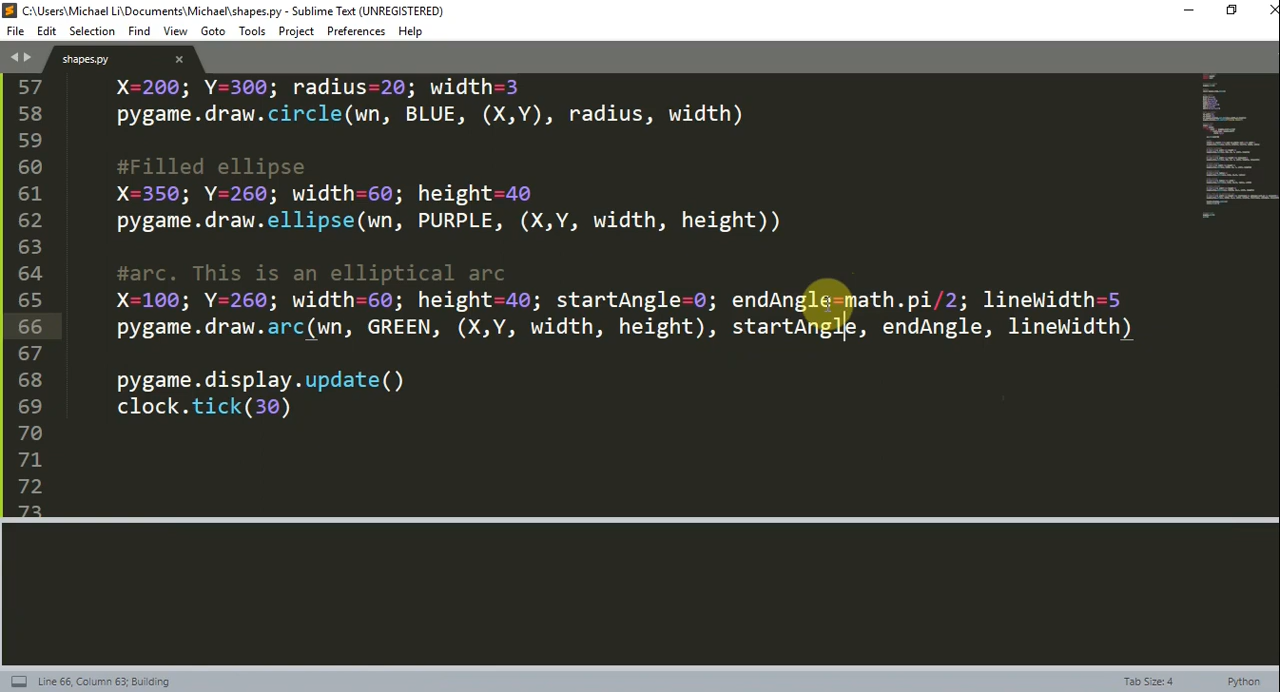 C:\Users\Michael Li\Documents\Michael\shapes.py - Sublime Text (UNREGISTERED)
File Edit Selection Find View Goto Tools Project Preferences Help
shapes.py
57 X=200; Y=300; radius=20; width=3
58 pygame.draw.circle(wn, BLUE, (X,Y), radius, width)
59
60 #Filled ellipse
61 X=350; Y=260; width=60; height=40
62 pygame.draw.ellipse(wn, PURPLE, (X,Y, width, height))
63
64 #arc. This is an elliptical arc
65 X=100; Y=260; width=60; height=40; startAngle=0; endAngle=math.pi/2; lineWidth=5
66 pygame.draw.arc(wn, GREEN, (X,Y, width, height), startAngle, endAngle, lineWidth)
67
68 pygame.display.update()
69 clock.tick(30)
70
71
72
73
Line 66, Column 63; Building Tab Size: 4 Python